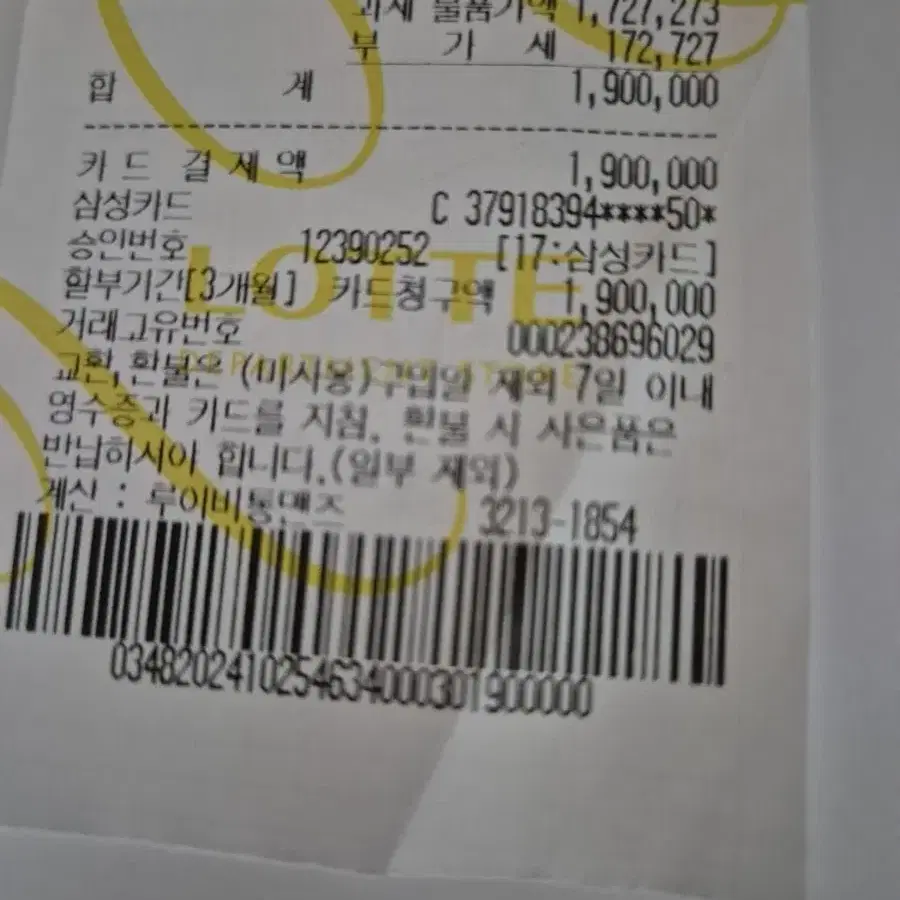 과세 물품가액 1,727,273
부 가 세 172,727
합 계 1,900,000
카드 결제액 1,900,000
삼성카드 C 37918394****50*
승인번호 12390252 [17:삼성카드]
할부기간[3개월] 카드청구액 1,900,000
거래고유번호 000238696029
교환,환불은 (미사용)구입일 제외 7일 이내
영수증과 카드를 지참, 환불 시 사은품은
반납하셔야 합니다.(일부 제외)
계산 : 루이비통맨즈 3213-1854
LOTTE
DEPARTMENT STORE
0348202410254634000301900000